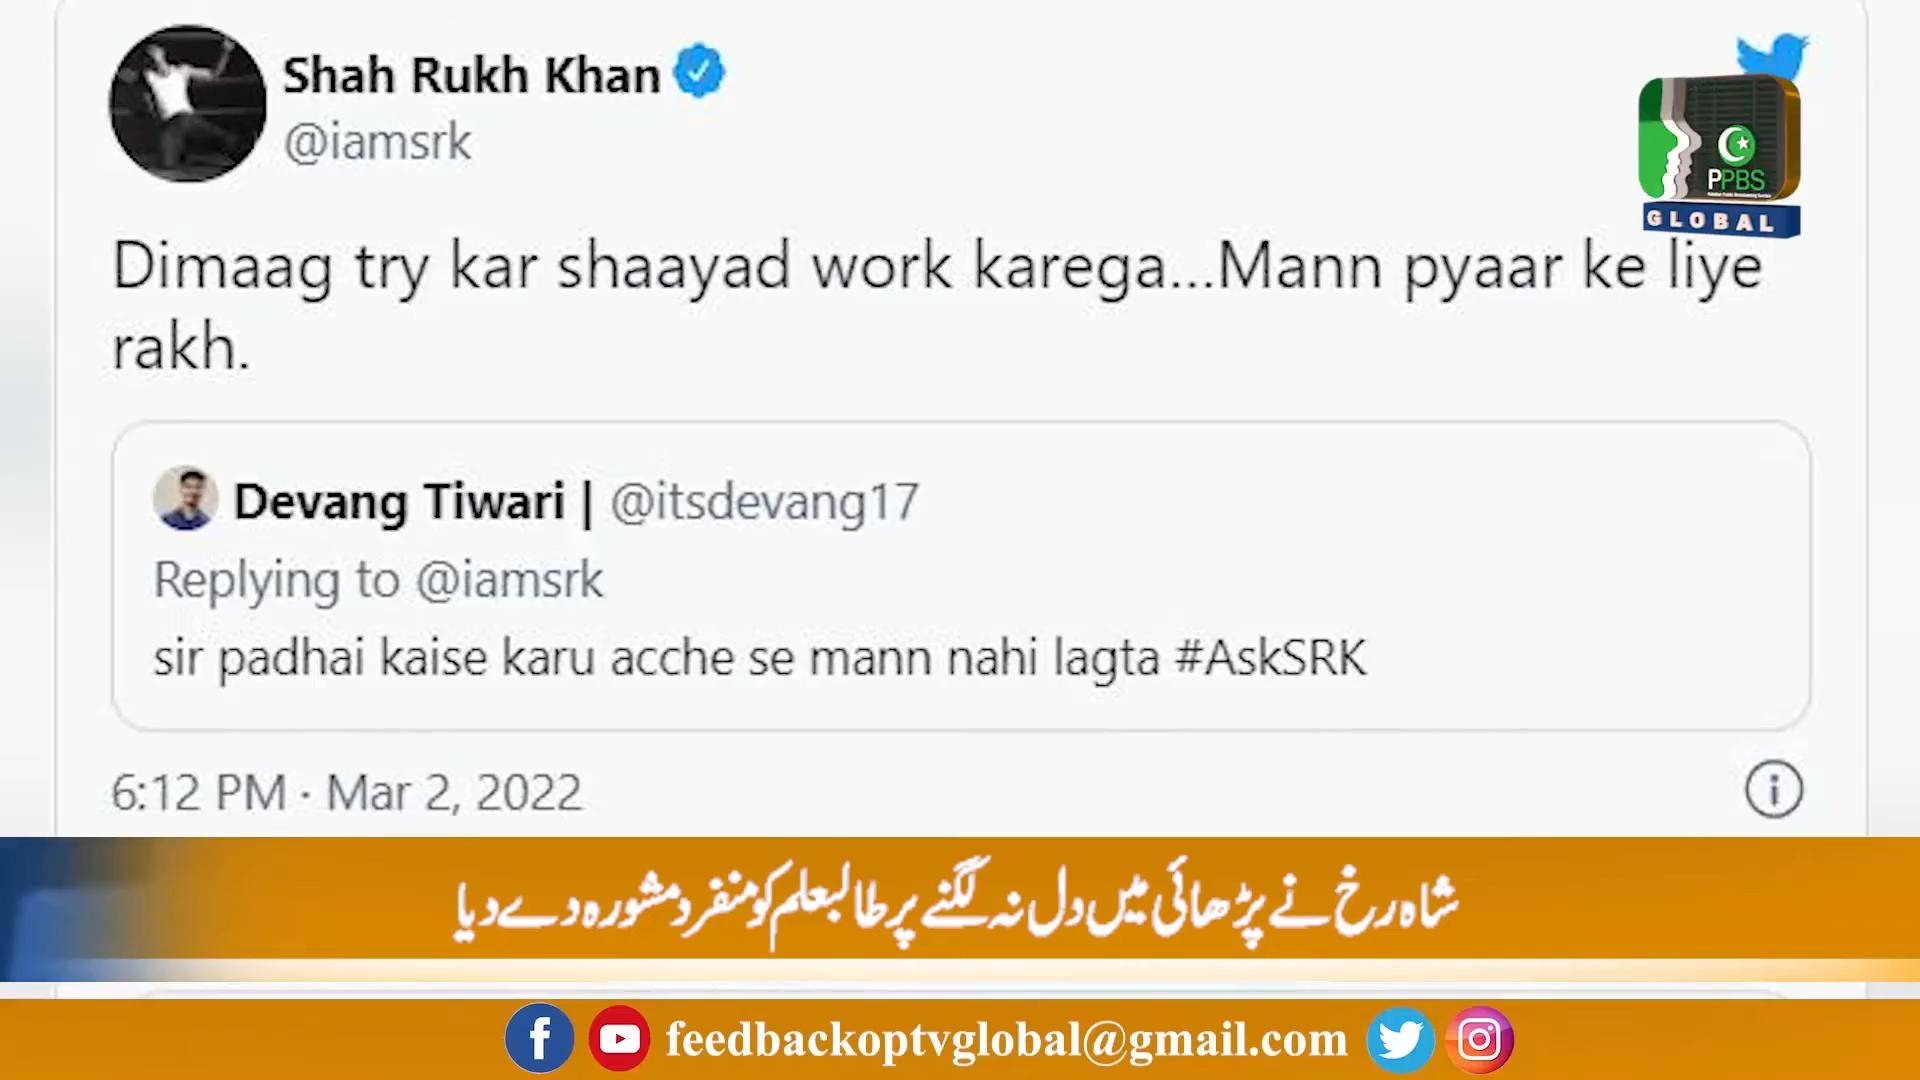 Shah Rukh Khan
@iamsrk
PPBS
GLOBAL
Dimaag try kar shaayad work karega...Mann pyaar ke liye
rakh.
Devang Tiwari | @itsdevang17
Replying to @iamsrk
sir padhai kaise karu acche se mann nahi lagta #AskSRK
6:12 PM · Mar 2, 2022
شاہ رخ نے پڑھائی میں دل نہ لگنے پر طالبعلم کو منفرد مشورہ دے دیا
feedbackoptvglobal@gmail.com